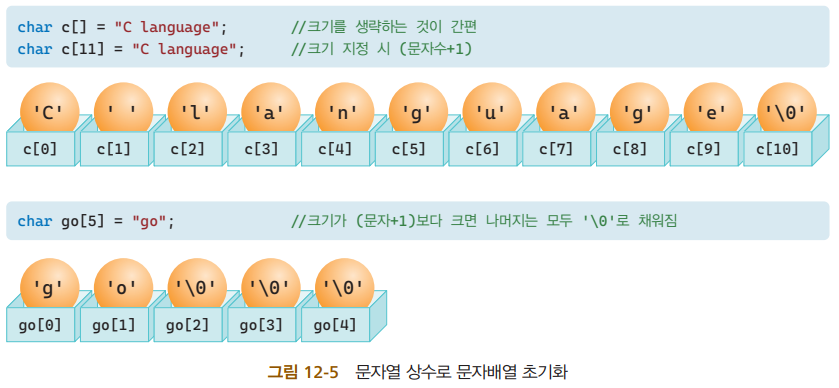 char c[] = "C language"; //크기를 생략하는 것이 간편
char c[11] = "C language"; //크기 지정 시 (문자수+1)
'C' ' ' 'l' 'a' 'n' 'g' 'u' 'a' 'g' 'e' '\0'
c[0] c[1] c[2] c[3] c[4] c[5] c[6] c[7] c[8] c[9] c[10]
char go[5] = "go"; //크기가 (문자+1)보다 크면 나머지는 모두 '\0'로 채워짐
'g' 'o' '\0' '\0' '\0'
go[0] go[1] go[2] go[3] go[4]
그림 12-5 문자열 상수로 문자배열 초기화